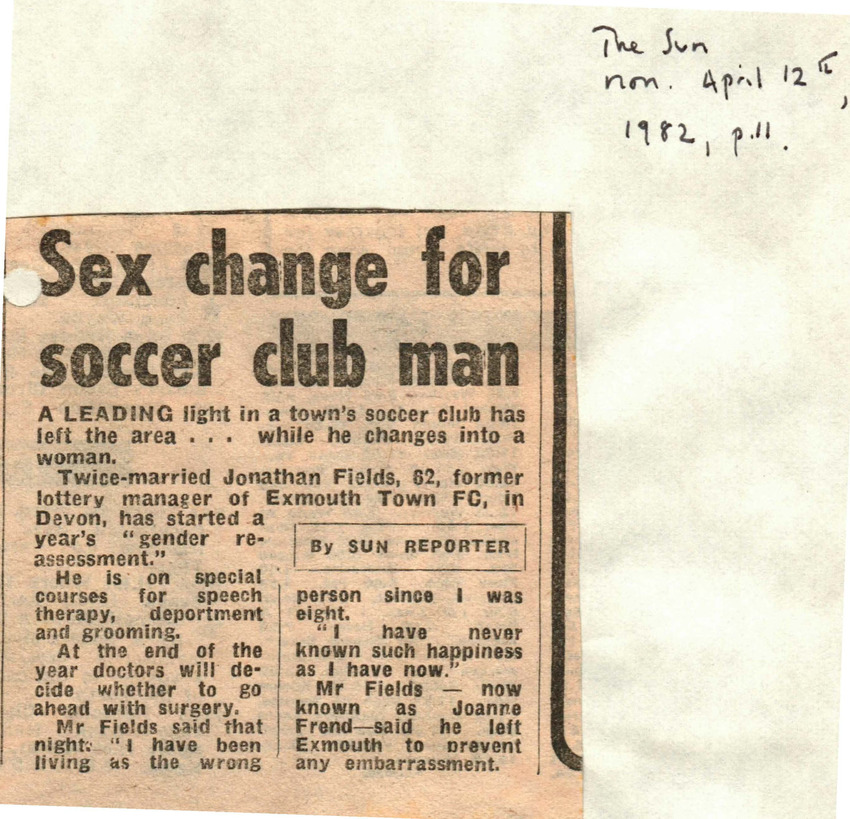 The Sun
Mon. April 12th,
1982, p.11.
Sex change for
soccer club man
A LEADING light in a town's soccer club has
left the area . . . while he changes into a
woman.
Twice-married Jonathan Fields, 62, former
lottery manager of Exmouth Town FC, in
Devon, has started a
year's "gender re-
assessment."
He is on special
courses for speech
therapy, deportment
and grooming.
At the end of the
year doctors will de-
cide whether to go
ahead with surgery.
Mr Fields said that
night: "I have been
living as the wrong
By SUN REPORTER
person since I was
eight.
"I have never
known such happiness
as I have now."
Mr Fields — now
known as Joanne
Frend—said he left
Exmouth to prevent
any embarrassment.